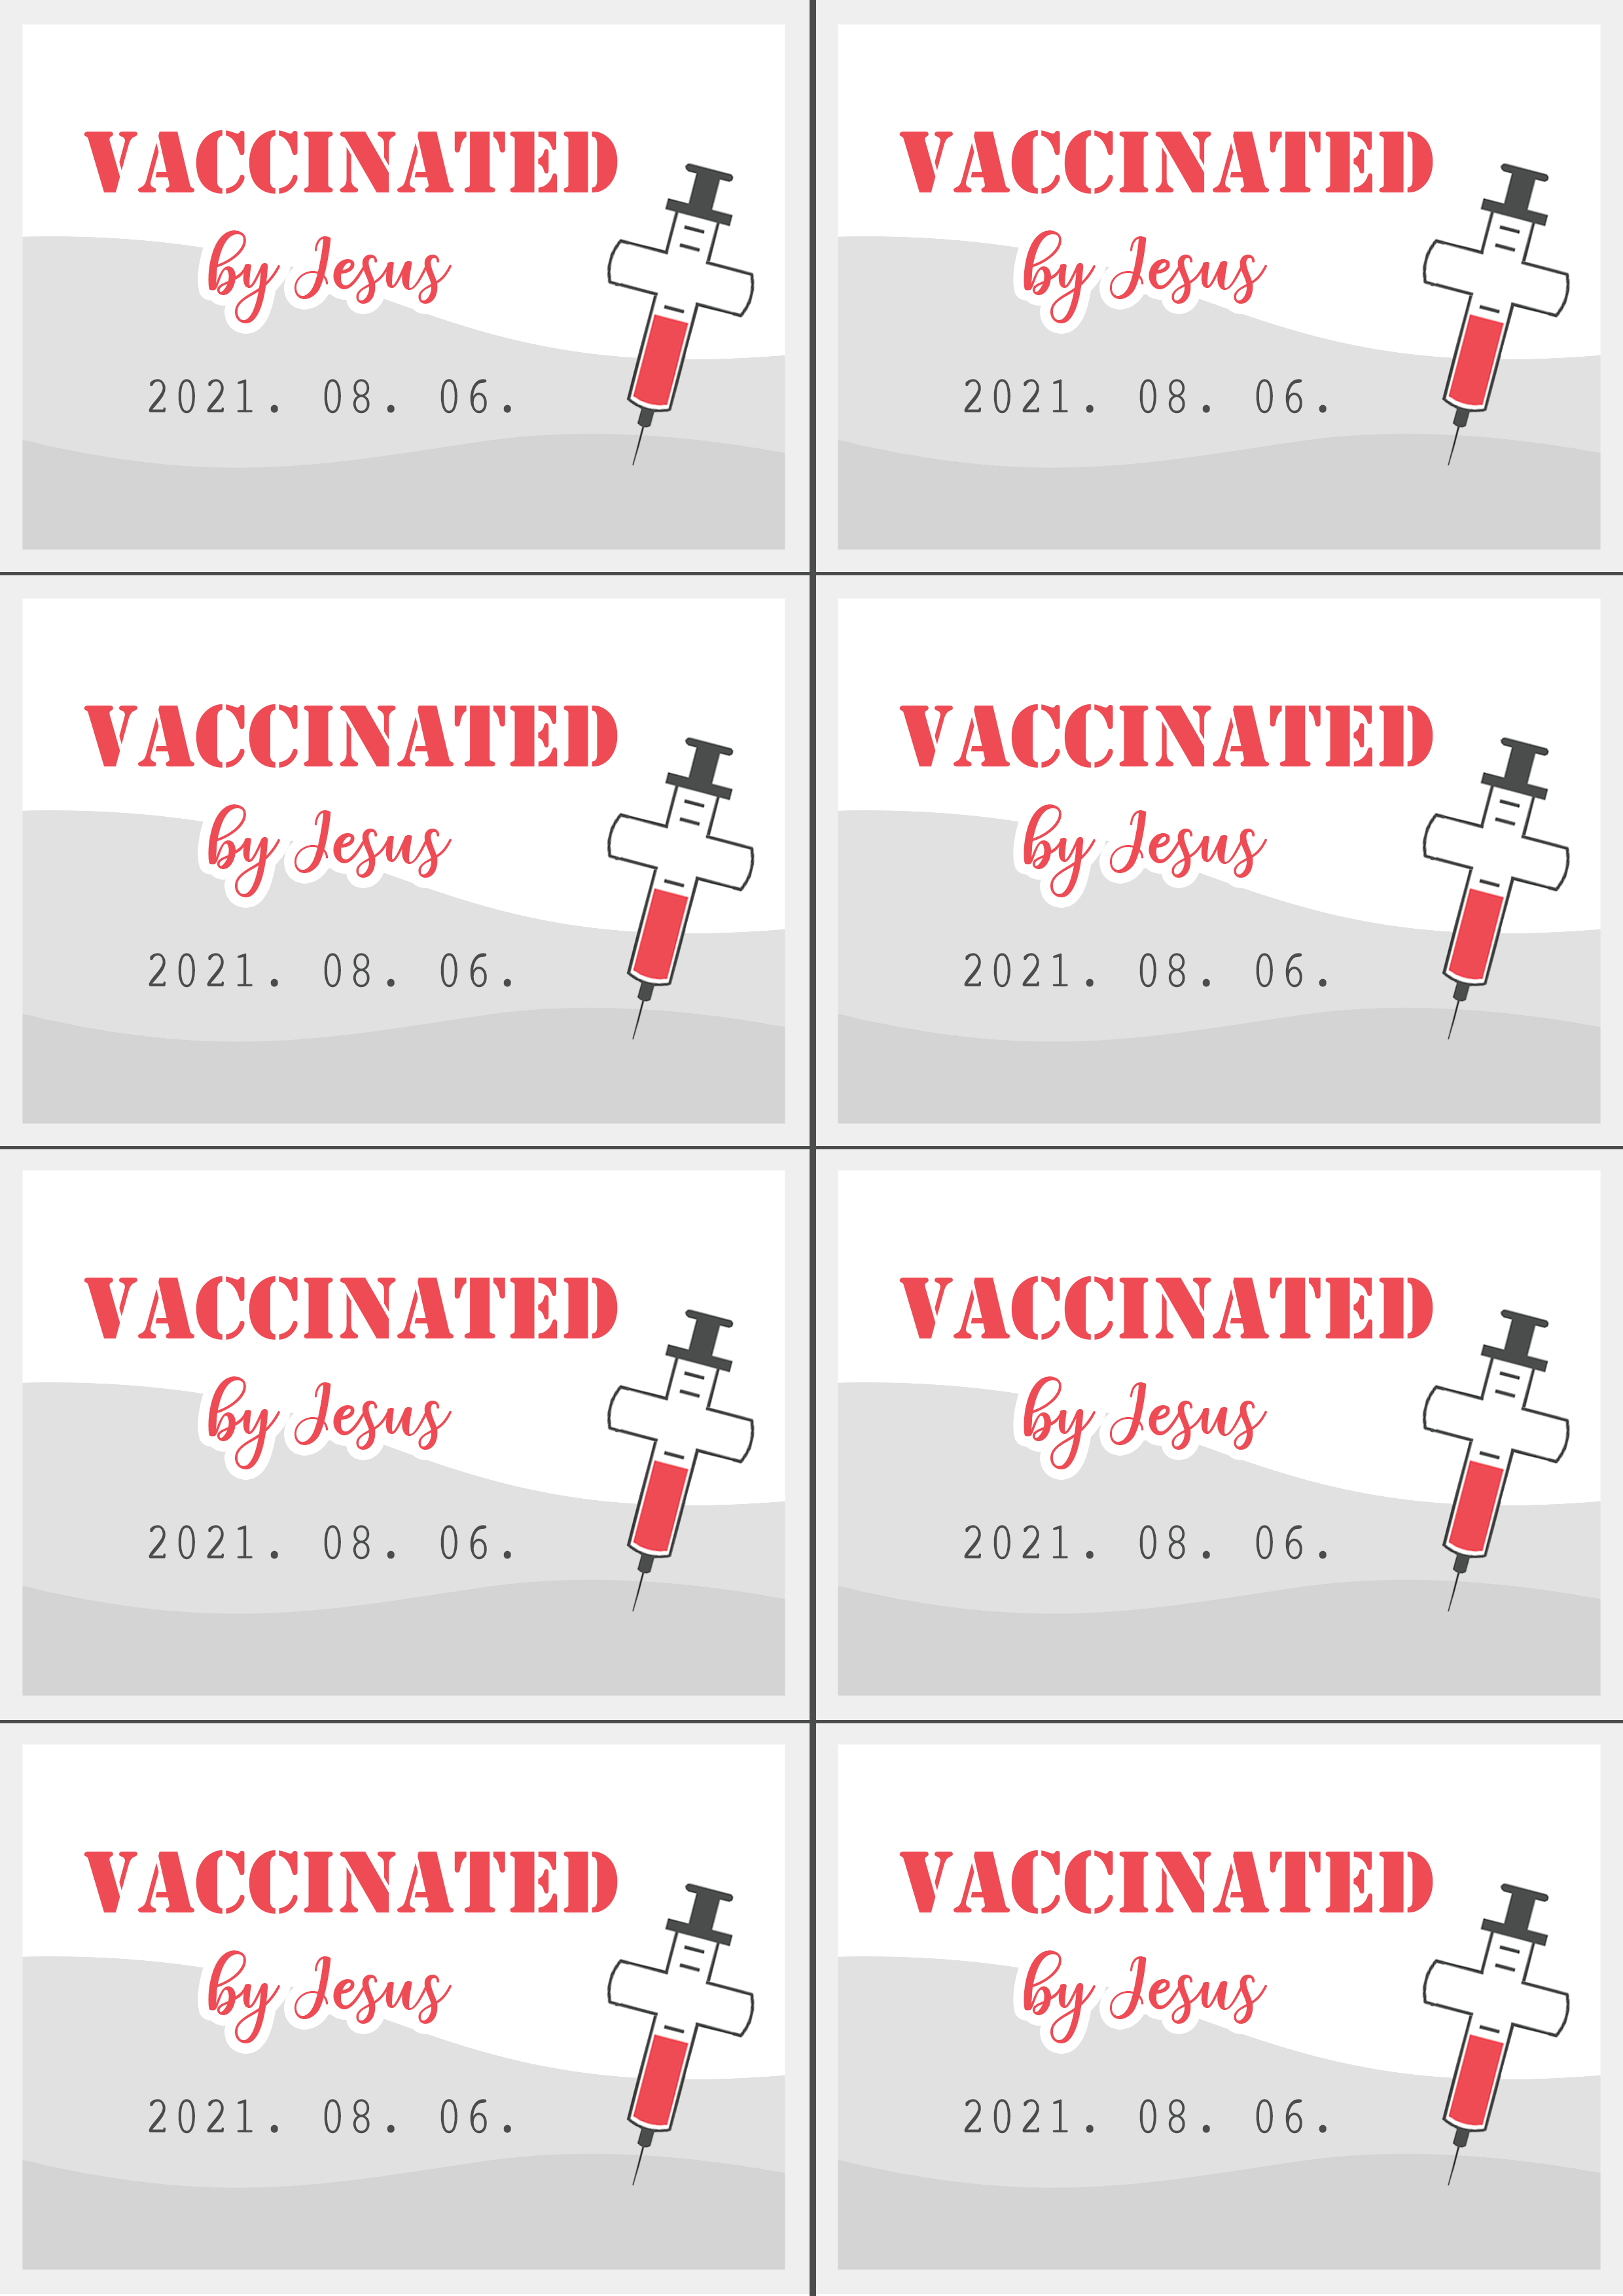 VACCINATED
by Jesus
2021. 08. 06.
VACCINATED
by Jesus
2021. 08. 06.
VACCINATED
by Jesus
2021. 08. 06.
VACCINATED
by Jesus
2021. 08. 06.
VACCINATED
by Jesus
2021. 08. 06.
VACCINATED
by Jesus
2021. 08. 06.
VACCINATED
by Jesus
2021. 08. 06.
VACCINATED
by Jesus
2021. 08. 06.